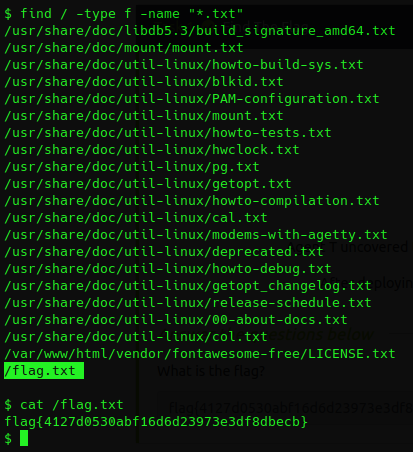 $ find / -type f -name "*.txt"
/usr/share/doc/libdb5.3/build_signature_amd64.txt
/usr/share/doc/mount/mount.txt
/usr/share/doc/util-linux/howto-build-sys.txt
/usr/share/doc/util-linux/blkid.txt
/usr/share/doc/util-linux/PAM-configuration.txt
/usr/share/doc/util-linux/mount.txt
/usr/share/doc/util-linux/howto-tests.txt
/usr/share/doc/util-linux/hwclock.txt
/usr/share/doc/util-linux/pg.txt
/usr/share/doc/util-linux/getopt.txt
/usr/share/doc/util-linux/howto-compilation.txt
/usr/share/doc/util-linux/cal.txt
/usr/share/doc/util-linux/modems-with-agetty.txt
/usr/share/doc/util-linux/deprecated.txt
/usr/share/doc/util-linux/howto-debug.txt
/usr/share/doc/util-linux/getopt_changelog.txt
/usr/share/doc/util-linux/release-schedule.txt
/usr/share/doc/util-linux/00-about-docs.txt
/usr/share/doc/util-linux/col.txt
/var/www/html/vendor/fontawesome-free/LICENSE.txt
/flag.txt
What is the flag?
$ cat /flag.txt
flag{4127d0530abf16d6d23973e3df8dbecb}
$